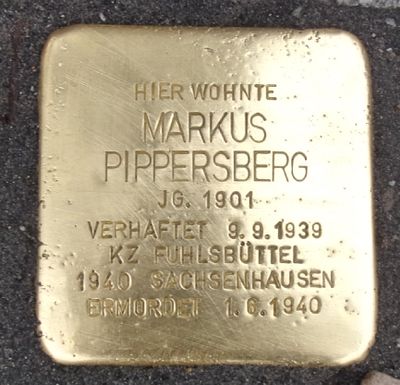 HIER WOHNTE
MARKUS
PIPPERSBERG
JG. 1901
VERHAFTET 9.9.1939
KZ FUHLSBÜTTEL
1940 SACHSENHAUSEN
ERMORDET 1.6.1940